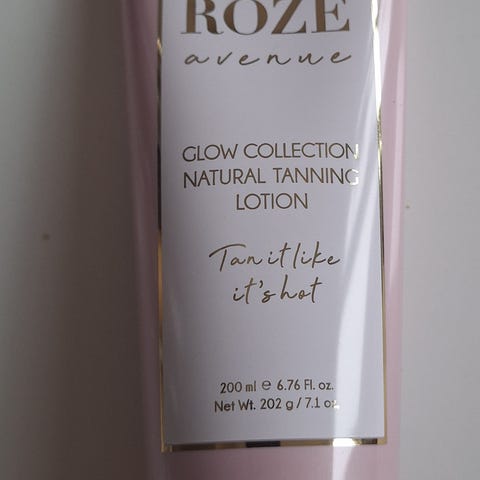 ROZE
avenue
GLOW COLLECTION
NATURAL TANNING
LOTION
Tan it like
it's hot
200 ml ℮ 6.76 Fl. oz.
Net Wt. 202 g / 7.1 oz